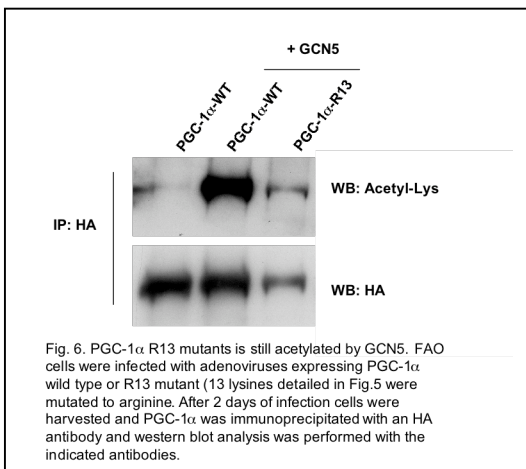 + GCN5
PGC-1α-WT
PGC-1α-WT
PGC-1α-R13
WB: Acetyl-Lys
IP: HA
WB: HA
Fig. 6. PGC-1α R13 mutants is still acetylated by GCN5. FAO
cells were infected with adenoviruses expressing PGC-1α
wild type or R13 mutant (13 lysines detailed in Fig.5 were
mutated to arginine. After 2 days of infection cells were
harvested and PGC-1α was immunoprecipitated with an HA
antibody and western blot analysis was performed with the
indicated antibodies.